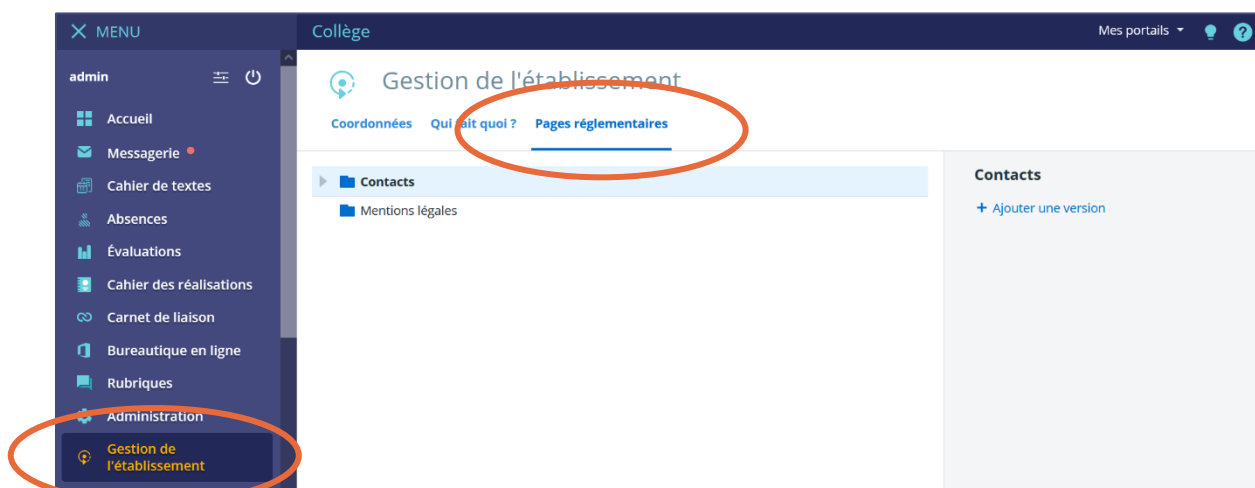 MENU
Collège
Mes portails
?
admin
Gestion de l'établissement
Coordonnées Qui fait quoi ? Pages réglementaires
Accueil
Messagerie
Cahier de textes
Absences
Évaluations
Cahier des réalisations
Carnet de liaison
Bureautique en ligne
Rubriques
Administration
Gestion de
l'établissement
Contacts
Mentions légales
Contacts
+ Ajouter une version